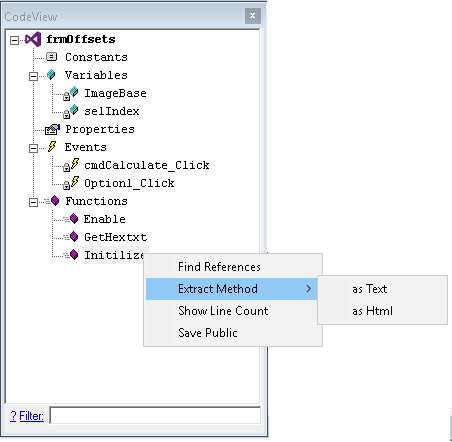 CodeView
frmOffsets
Constants
Variables
ImageBase
selIndex
Properties
Events
cmdCalculate_Click
Option1_Click
Functions
Enable
GetHextxt
Initilize
Find References
Extract Method
as Text
Show Line Count
as Html
Save Public
? Filter: